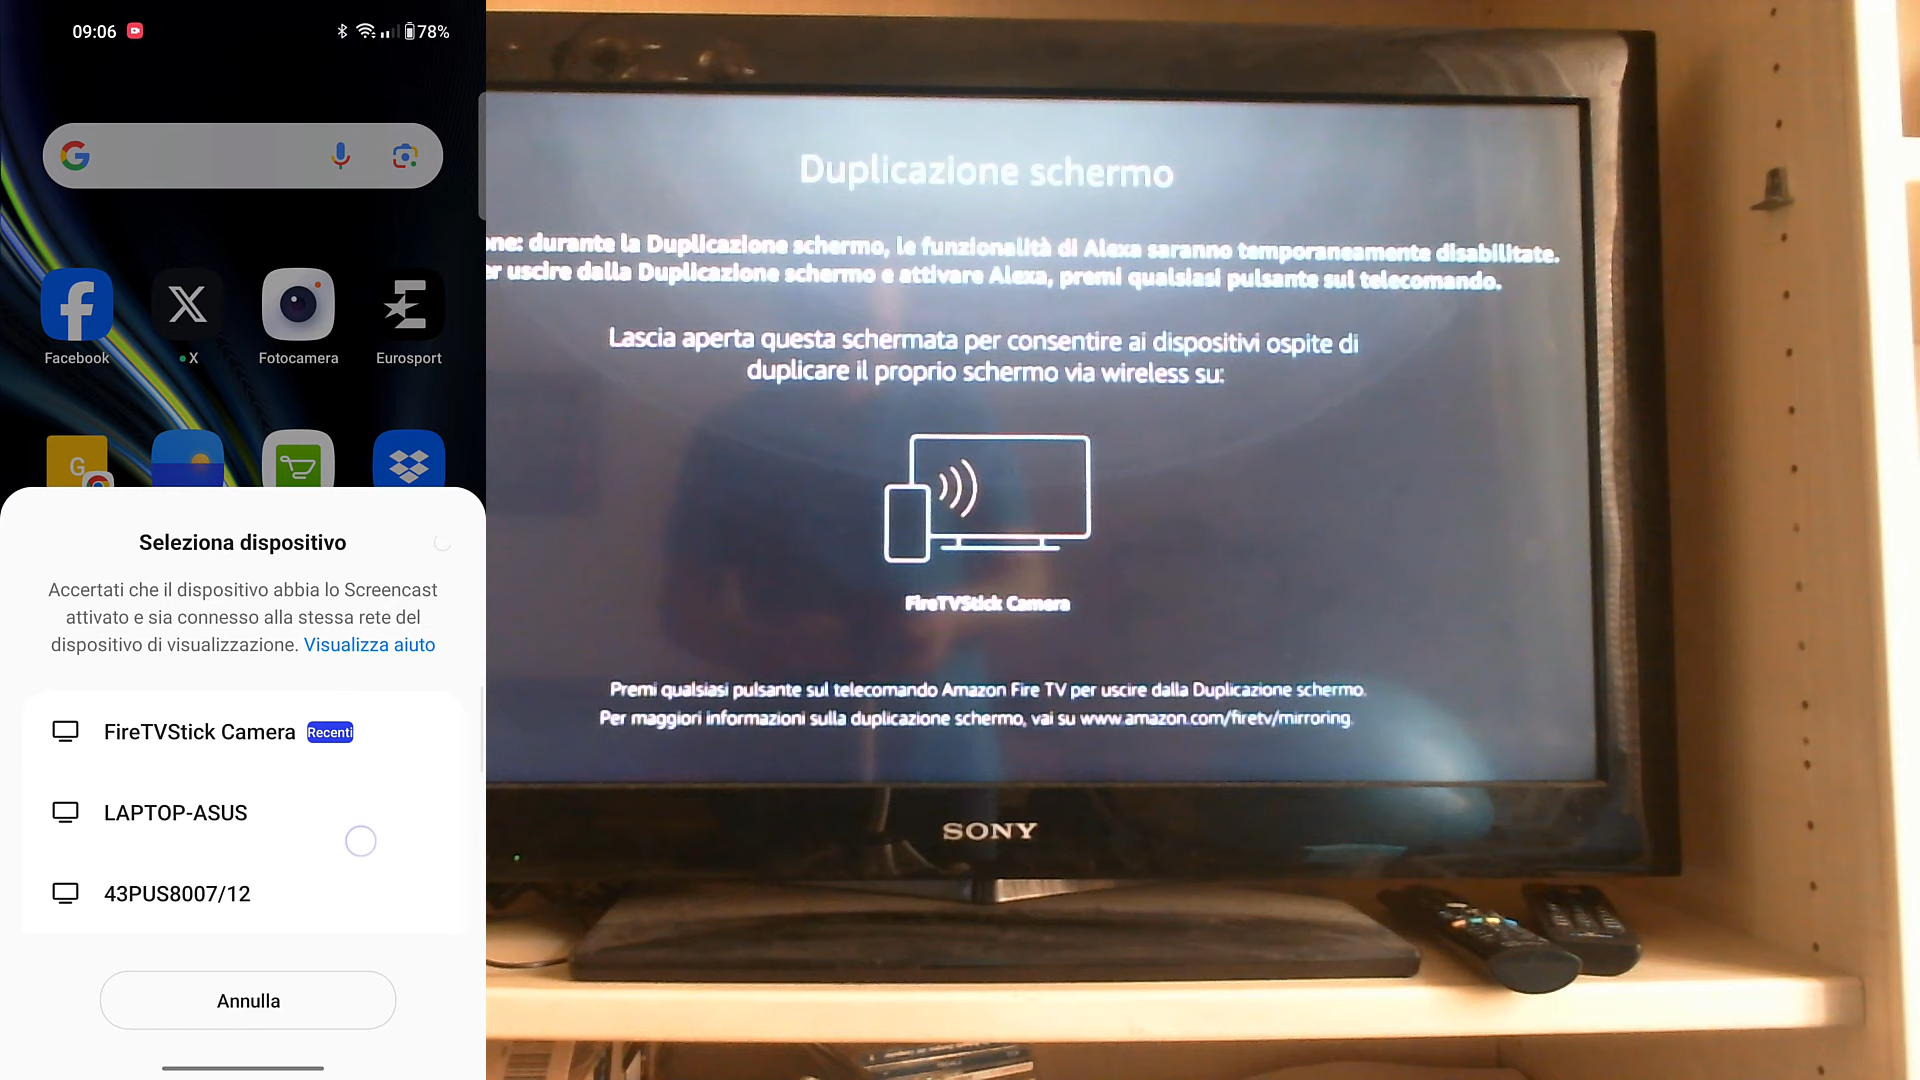 09:06
78%
Facebook
X
Fotocamera
Eurosport
G
Seleziona dispositivo
Accertati che il dispositivo abbia lo Screencast
attivato e sia connesso alla stessa rete del
dispositivo di visualizzazione. Visualizza aiuto
FireTVStick Camera Recenti
LAPTOP-ASUS
43PUS8007/12
Annulla
Duplicazione schermo
one: durante la Duplicazione schermo, le funzionalità di Alexa saranno temporaneamente disabilitate.
er uscire dalla Duplicazione schermo e attivare Alexa, premi qualsiasi pulsante sul telecomando.
Lascia aperta questa schermata per consentire ai dispositivi ospite di
duplicare il proprio schermo via wireless su:
FireTVStick Camera
Premi qualsiasi pulsante sul telecomando Amazon Fire TV per uscire dalla Duplicazione schermo.
Per maggiori informazioni sulla duplicazione schermo, vai su www.amazon.com/firetv/mirroring.
SONY